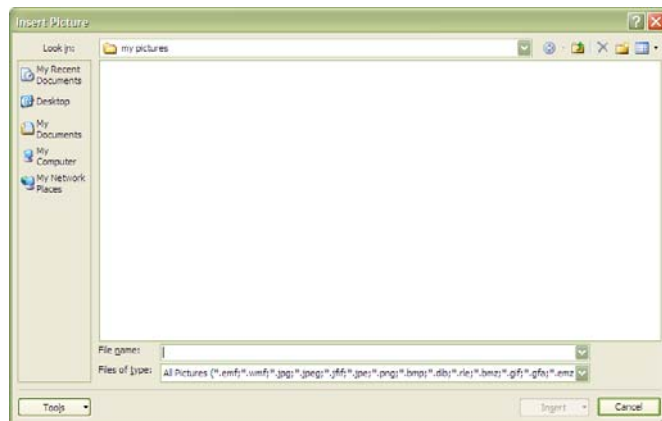 Insert Picture
Look in:
my pictures
My Recent
Documents
Desktop
My
Documents
My
Computer
My Network
Places
File name:
Files of type:
All Pictures (*.emf;*.wmf;*.jpg;*.jpeg;*.jfif;*.jpe;*.png;*.bmp;*.dib;*.rle;*.bmz;*.gif;*.gfa;*.emz
Tools
Insert
Cancel